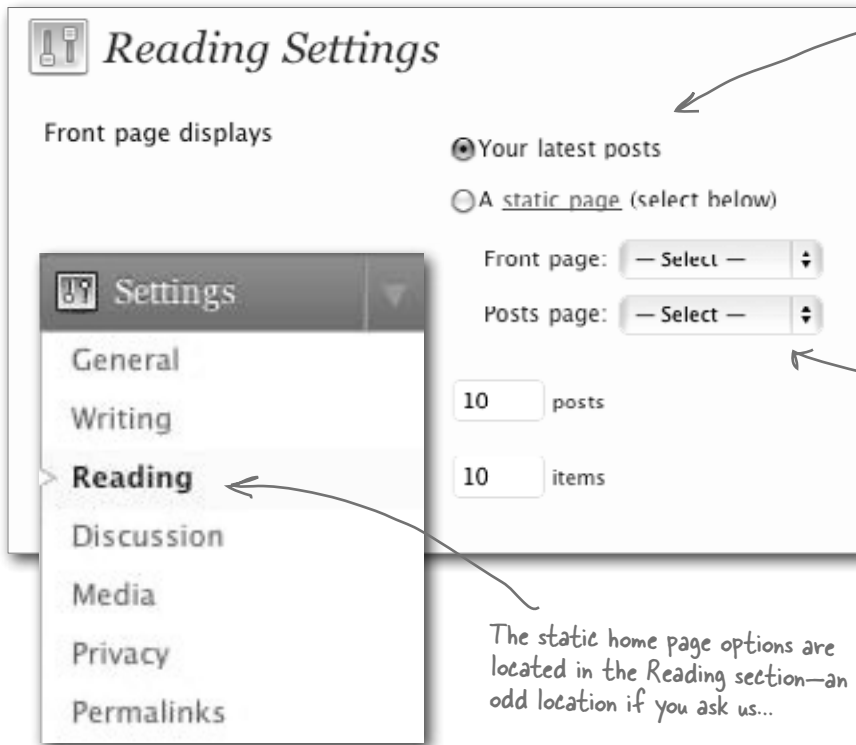 Reading Settings
Front page displays
Your latest posts
A static page (select below)
Front page: — Select —
Posts page: — Select —
10 posts
10 items
Settings
General
Writing
Reading
Discussion
Media
Privacy
Permalinks
The static home page options are
located in the Reading section—an
odd location if you ask us...